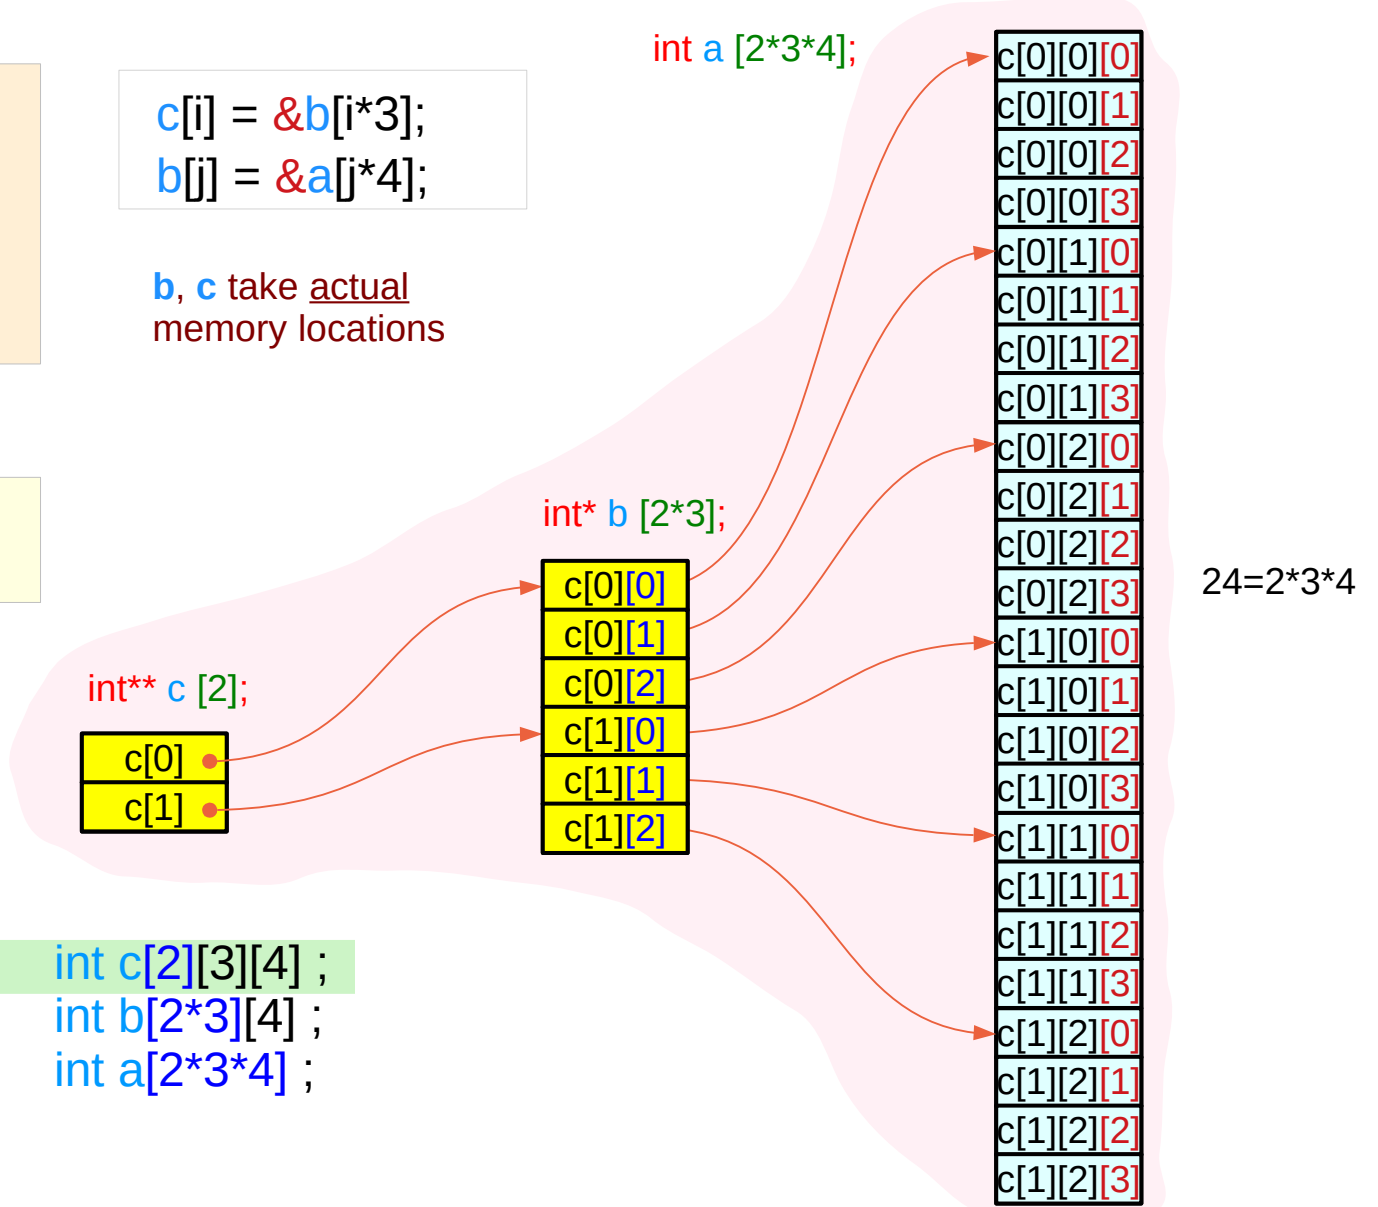 int a [2*3*4];
c[i] = &b[i*3];
b[j] = &a[j*4];
b, c take actual
memory locations
int* b [2*3];
int** c [2];
c[0]
c[1]
c[0][0]
c[0][1]
c[0][2]
c[1][0]
c[1][1]
c[1][2]
c[0][0][0]
c[0][0][1]
c[0][0][2]
c[0][0][3]
c[0][1][0]
c[0][1][1]
c[0][1][2]
c[0][1][3]
c[0][2][0]
c[0][2][1]
c[0][2][2]
c[0][2][3]
c[1][0][0]
c[1][0][1]
c[1][0][2]
c[1][0][3]
c[1][1][0]
c[1][1][1]
c[1][1][2]
c[1][1][3]
c[1][2][0]
c[1][2][1]
c[1][2][2]
c[1][2][3]
24=2*3*4
int c[2][3][4] ;
int b[2*3][4] ;
int a[2*3*4] ;